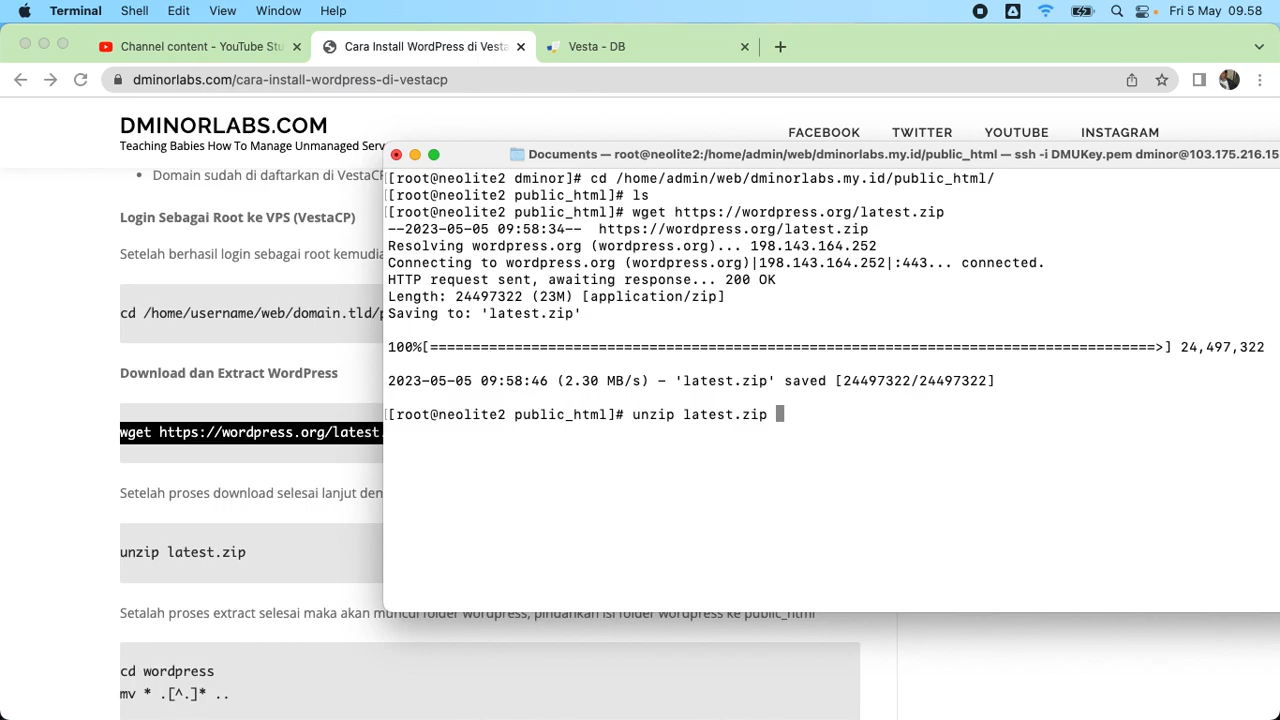 Terminal Shell Edit View Window Help Fri 5 May 09.58
Channel content - YouTube Stu Cara Install WordPress di Vesta Vesta - DB
dminorlabs.com/cara-install-wordpress-di-vestacp
DMINORLABS.COM
Teaching Babies How To Manage Unmanaged Serv
FACEBOOK TWITTER YOUTUBE INSTAGRAM
Domain sudah di daftarkan di VestaCP
Login Sebagai Root ke VPS (VestaCP)
Setelah berhasil login sebagai root kemudia
cd /home/username/web/domain.tld/p
Download dan Extract WordPress
wget https://wordpress.org/latest.
Setelah proses download selesai lanjut den
unzip latest.zip
Setalah proses extract selesai maka akan muncul folder wordpress, pindahkan isi folder wordpress ke public_html
cd wordpress
mv * .[^.]* ..
Documents — root@neolite2:/home/admin/web/dminorlabs.my.id/public_html — ssh -i DMUKey.pem dminor@103.175.216.15
[root@neolite2 dminor]# cd /home/admin/web/dminorlabs.my.id/public_html/
[root@neolite2 public_html]# ls
[root@neolite2 public_html]# wget https://wordpress.org/latest.zip
--2023-05-05 09:58:34--  https://wordpress.org/latest.zip
Resolving wordpress.org (wordpress.org)... 198.143.164.252
Connecting to wordpress.org (wordpress.org)|198.143.164.252|:443... connected.
HTTP request sent, awaiting response... 200 OK
Length: 24497322 (23M) [application/zip]
Saving to: 'latest.zip'
100%[======================================================================================>] 24,497,322
2023-05-05 09:58:46 (2.30 MB/s) - 'latest.zip' saved [24497322/24497322]
[root@neolite2 public_html]# unzip latest.zip